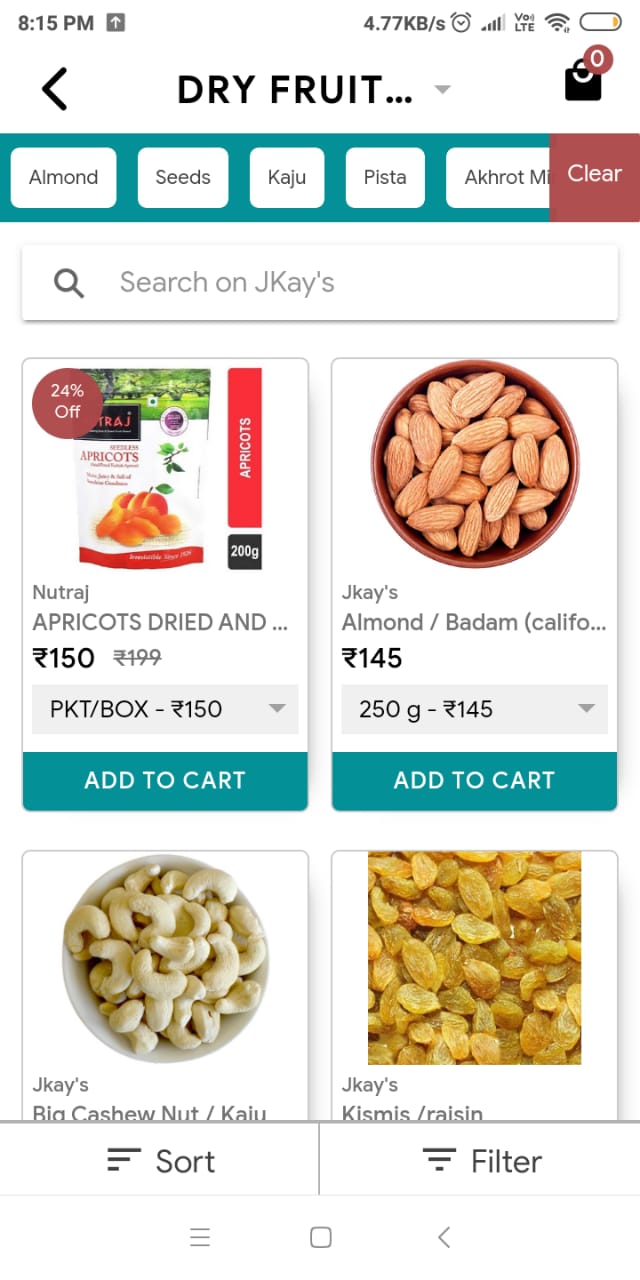 8:15 PM 4.77KB/s Vo)) LTE
0
DRY FRUIT...
Almond Seeds Kaju Pista Akhrot Mi Clear
Search on JKay's
24%
Off
TRAJ
SEEDLESS
APRICOTS
Irresistible Since 1926
APRICOTS
200g
Nutraj
APRICOTS DRIED AND ...
₹150 ₹199
PKT/BOX - ₹150
ADD TO CART
Jkay's
Almond / Badam (califo...
₹145
250 g - ₹145
ADD TO CART
Jkay's
Big Cashew Nut / Kaju
Jkay's
Kismis /raisin
Sort Filter